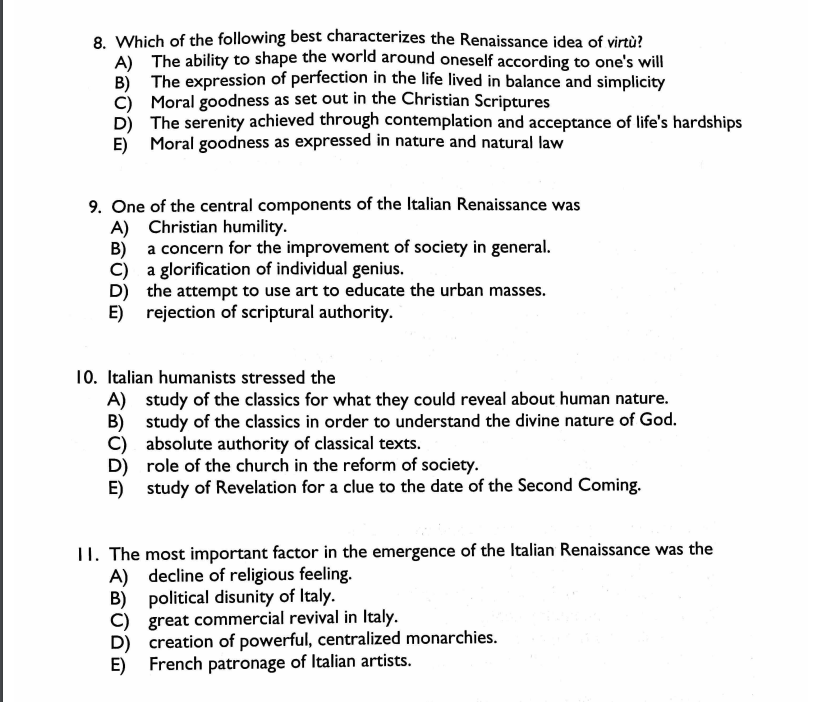 8. Which of the following best characterizes the Renaissance idea of virtù?
A) The ability to shape the world around oneself according to one's will
B) The expression of perfection in the life lived in balance and simplicity
C) Moral goodness as set out in the Christian Scriptures
D) The serenity achieved through contemplation and acceptance of life's hardships
E) Moral goodness as expressed in nature and natural law
9. One of the central components of the Italian Renaissance was
A) Christian humility.
B) a concern for the improvement of society in general.
C) a glorification of individual genius.
D) the attempt to use art to educate the urban masses.
E) rejection of scriptural authority.
10. Italian humanists stressed the
A) study of the classics for what they could reveal about human nature.
B) study of the classics in order to understand the divine nature of God.
C) absolute authority of classical texts.
D) role of the church in the reform of society.
E) study of Revelation for a clue to the date of the Second Coming.
11. The most important factor in the emergence of the Italian Renaissance was the
A) decline of religious feeling.
B) political disunity of Italy.
C) great commercial revival in Italy.
D) creation of powerful, centralized monarchies.
E) French patronage of Italian artists.